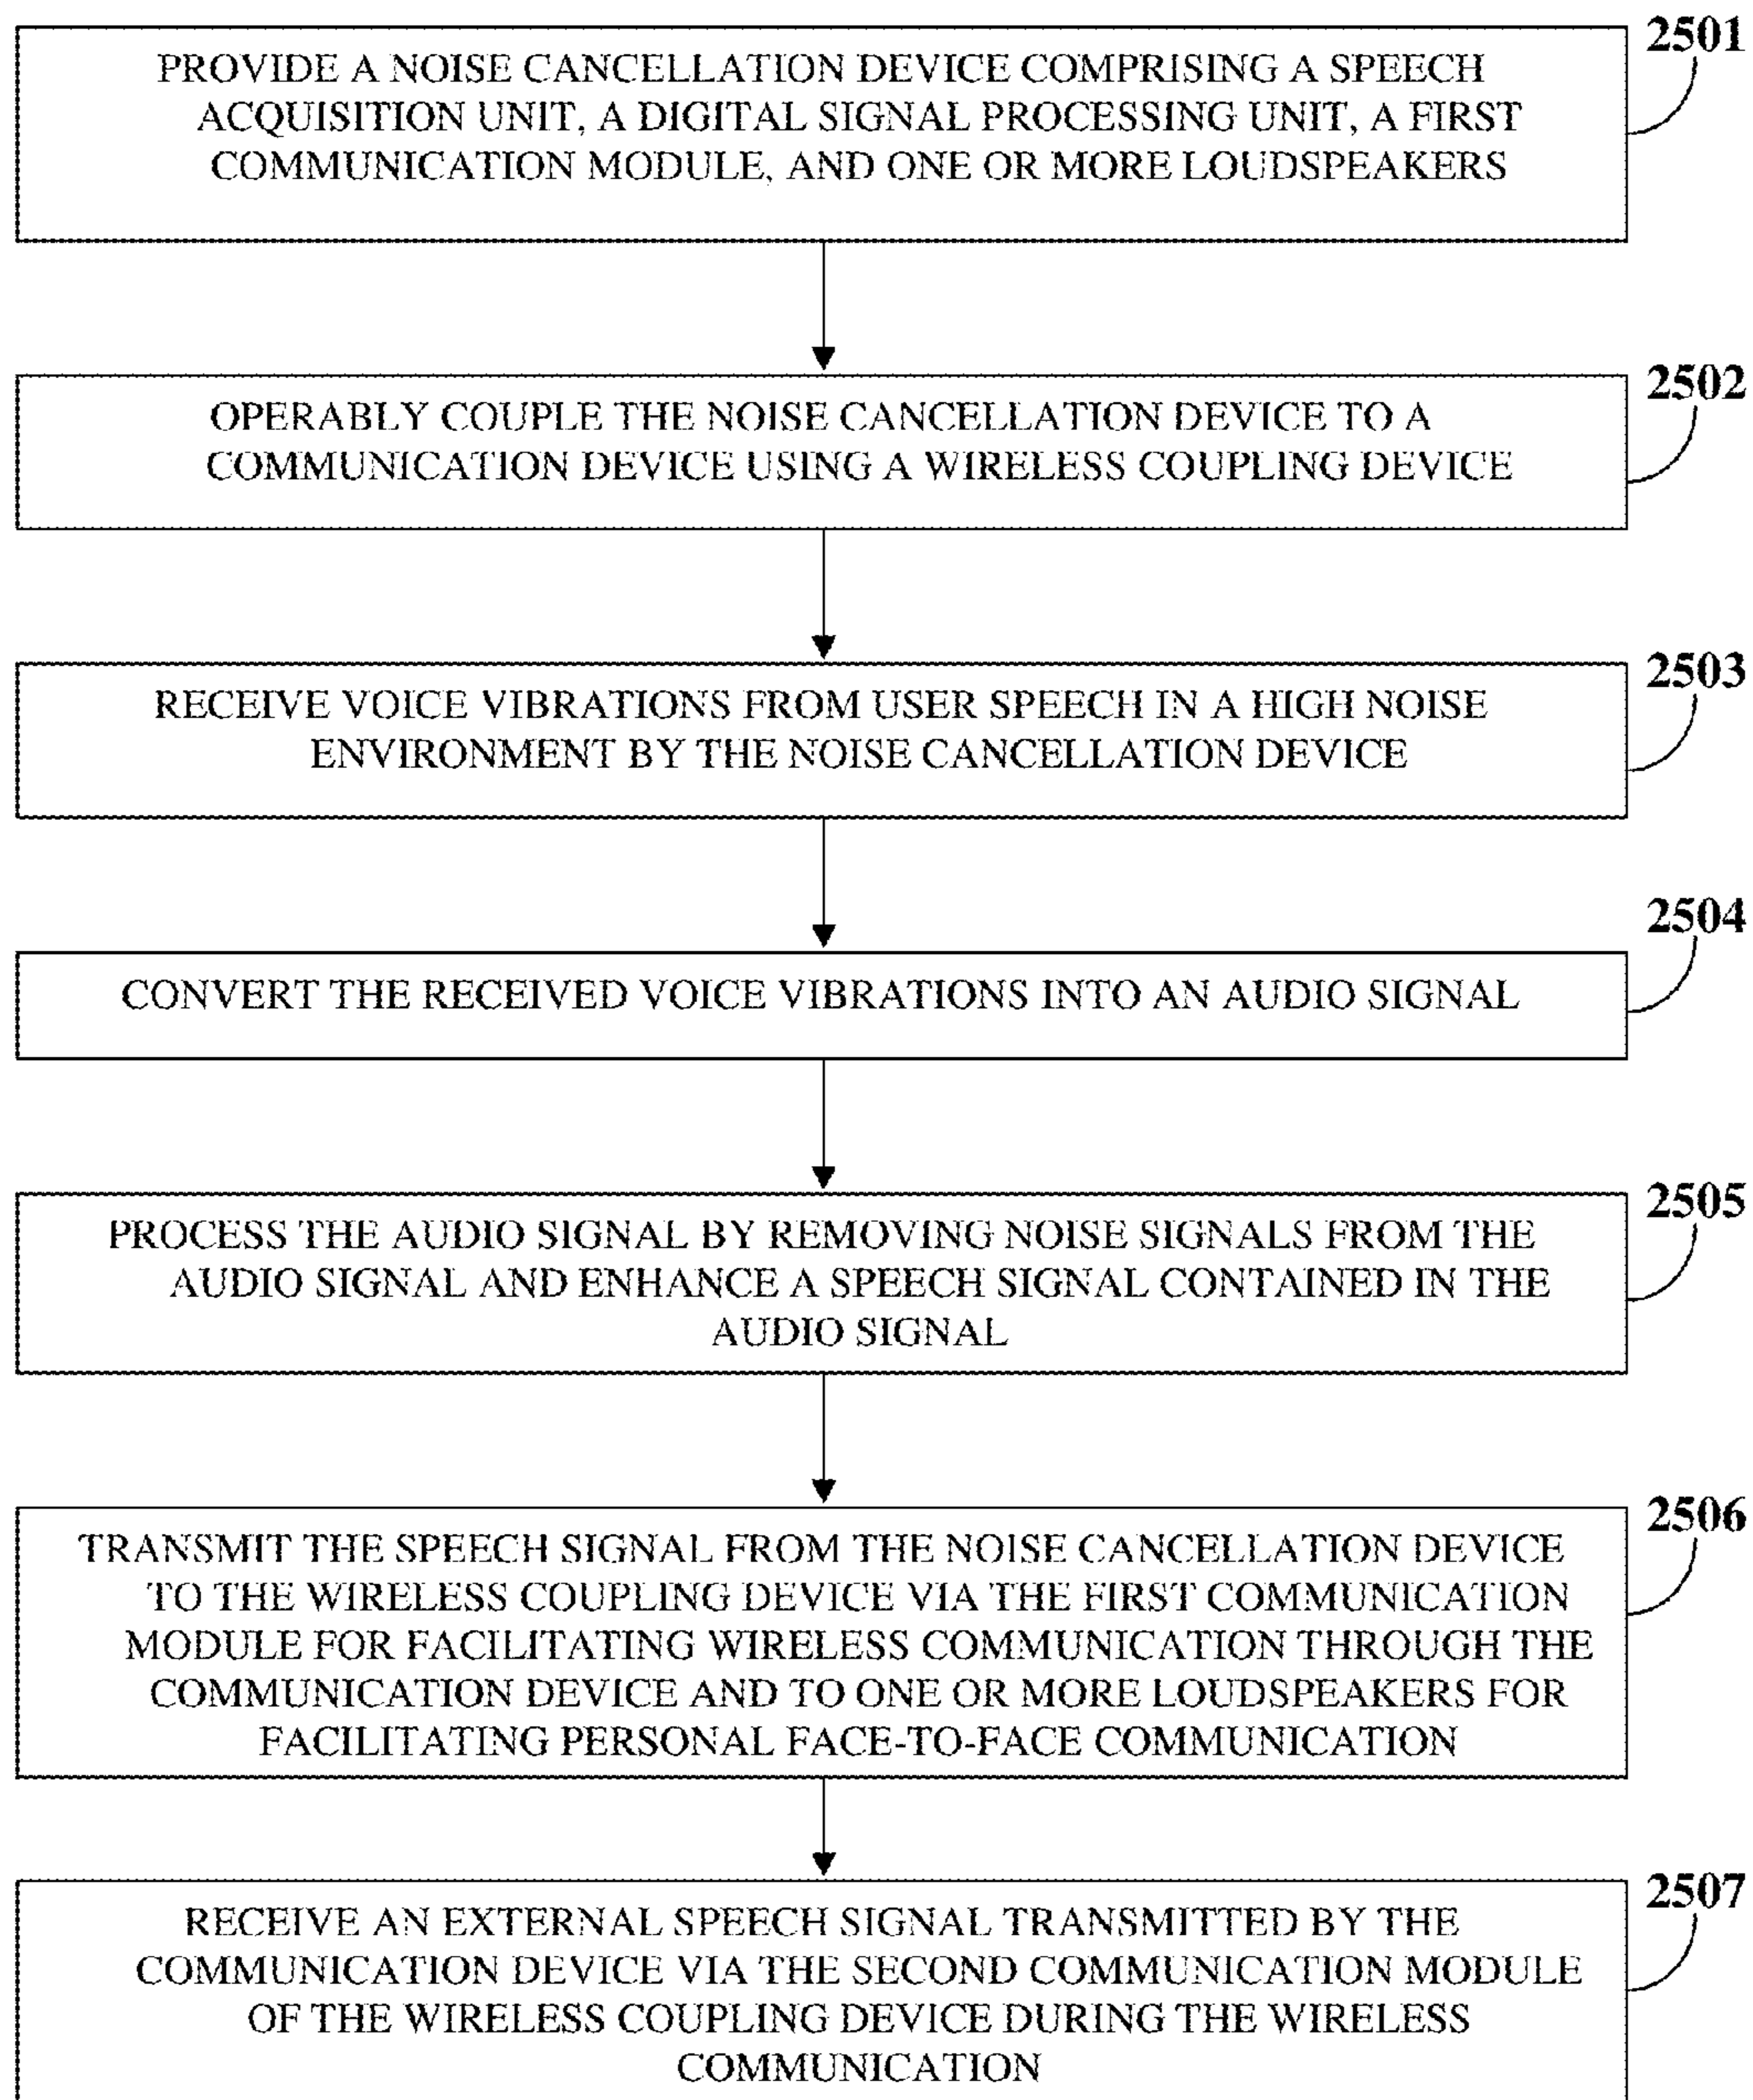 2501
PROVIDE A NOISE CANCELLATION DEVICE COMPRISING A SPEECH
ACQUISITION UNIT, A DIGITAL SIGNAL PROCESSING UNIT, A FIRST
COMMUNICATION MODULE, AND ONE OR MORE LOUDSPEAKERS
2502
OPERABLY COUPLE THE NOISE CANCELLATION DEVICE TO A
COMMUNICATION DEVICE USING A WIRELESS COUPLING DEVICE
2503
RECEIVE VOICE VIBRATIONS FROM USER SPEECH IN A HIGH NOISE
ENVIRONMENT BY THE NOISE CANCELLATION DEVICE
2504
CONVERT THE RECEIVED VOICE VIBRATIONS INTO AN AUDIO SIGNAL
2505
PROCESS THE AUDIO SIGNAL BY REMOVING NOISE SIGNALS FROM THE
AUDIO SIGNAL AND ENHANCE A SPEECH SIGNAL CONTAINED IN THE
AUDIO SIGNAL
2506
TRANSMIT THE SPEECH SIGNAL FROM THE NOISE CANCELLATION DEVICE
TO THE WIRELESS COUPLING DEVICE VIA THE FIRST COMMUNICATION
MODULE FOR FACILITATING WIRELESS COMMUNICATION THROUGH THE
COMMUNICATION DEVICE AND TO ONE OR MORE LOUDSPEAKERS FOR
FACILITATING PERSONAL FACE-TO-FACE COMMUNICATION
2507
RECEIVE AN EXTERNAL SPEECH SIGNAL TRANSMITTED BY THE
COMMUNICATION DEVICE VIA THE SECOND COMMUNICATION MODULE
OF THE WIRELESS COUPLING DEVICE DURING THE WIRELESS
COMMUNICATION